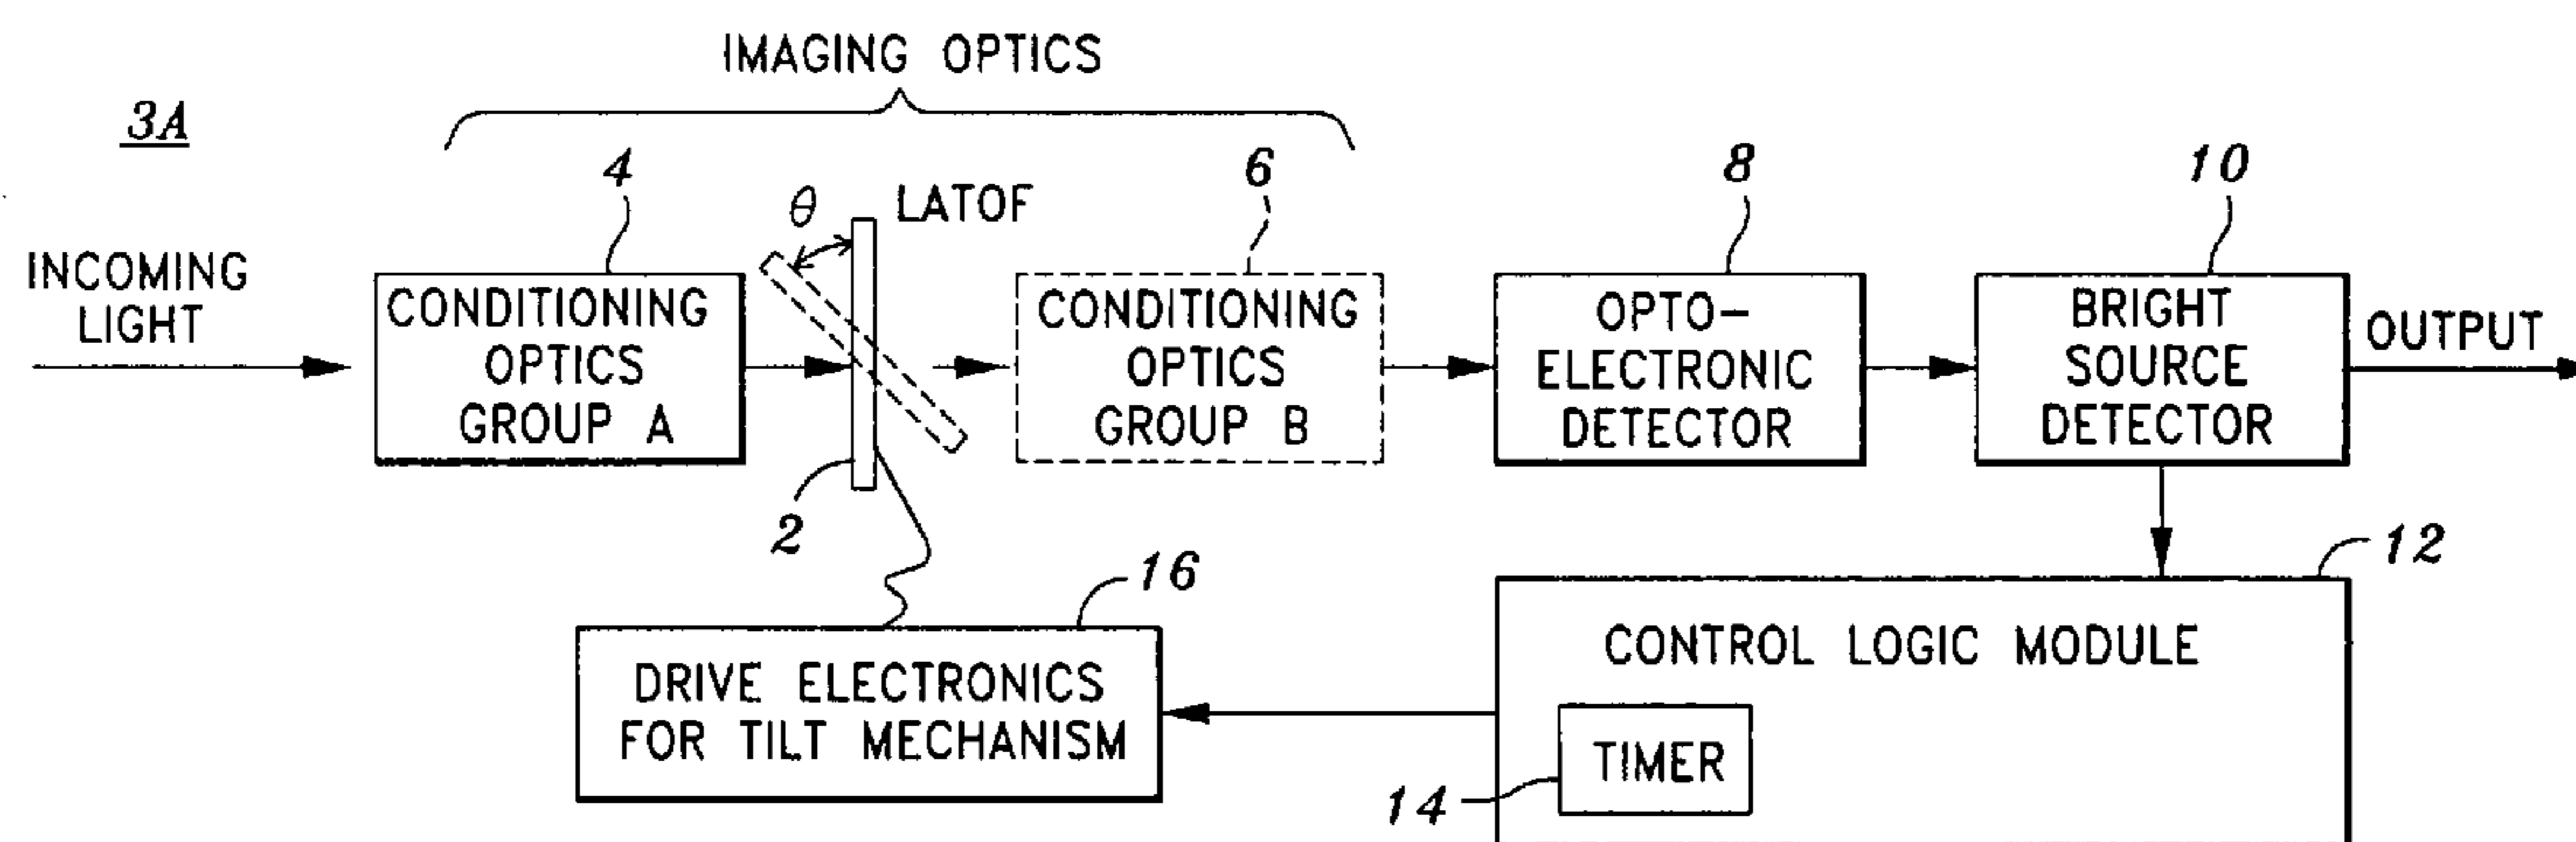 IMAGING OPTICS
3A
4
θ
LATOF
6
8
10
INCOMING
LIGHT
CONDITIONING
OPTICS
GROUP A
CONDITIONING
OPTICS
GROUP B
OPTO-
ELECTRONIC
DETECTOR
BRIGHT
SOURCE
DETECTOR
OUTPUT
2
16
12
DRIVE ELECTRONICS
FOR TILT MECHANISM
CONTROL LOGIC MODULE
TIMER
14